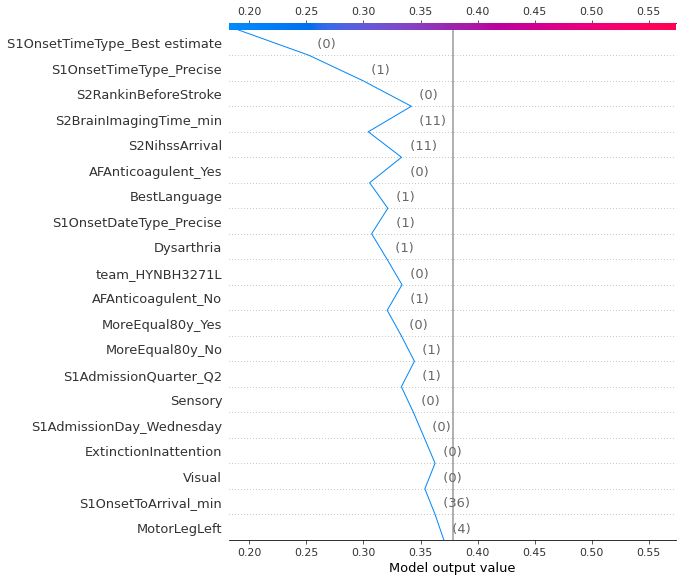 0.20 0.25 0.30 0.35 0.40 0.45 0.50 0.55
S1OnsetTimeType_Best estimate (0)
S1OnsetTimeType_Precise (1)
S2RankinBeforeStroke (0)
S2BrainImagingTime_min (11)
S2NihssArrival (11)
AFAnticoagulent_Yes (0)
BestLanguage (1)
S1OnsetDateType_Precise (1)
Dysarthria (1)
team_HYNBH3271L (0)
AFAnticoagulent_No (1)
MoreEqual80y_Yes (0)
MoreEqual80y_No (1)
S1AdmissionQuarter_Q2 (1)
Sensory (0)
S1AdmissionDay_Wednesday (0)
ExtinctionInattention (0)
Visual (0)
S1OnsetToArrival_min (36)
MotorLegLeft (4)
0.20 0.25 0.30 0.35 0.40 0.45 0.50 0.55
Model output value